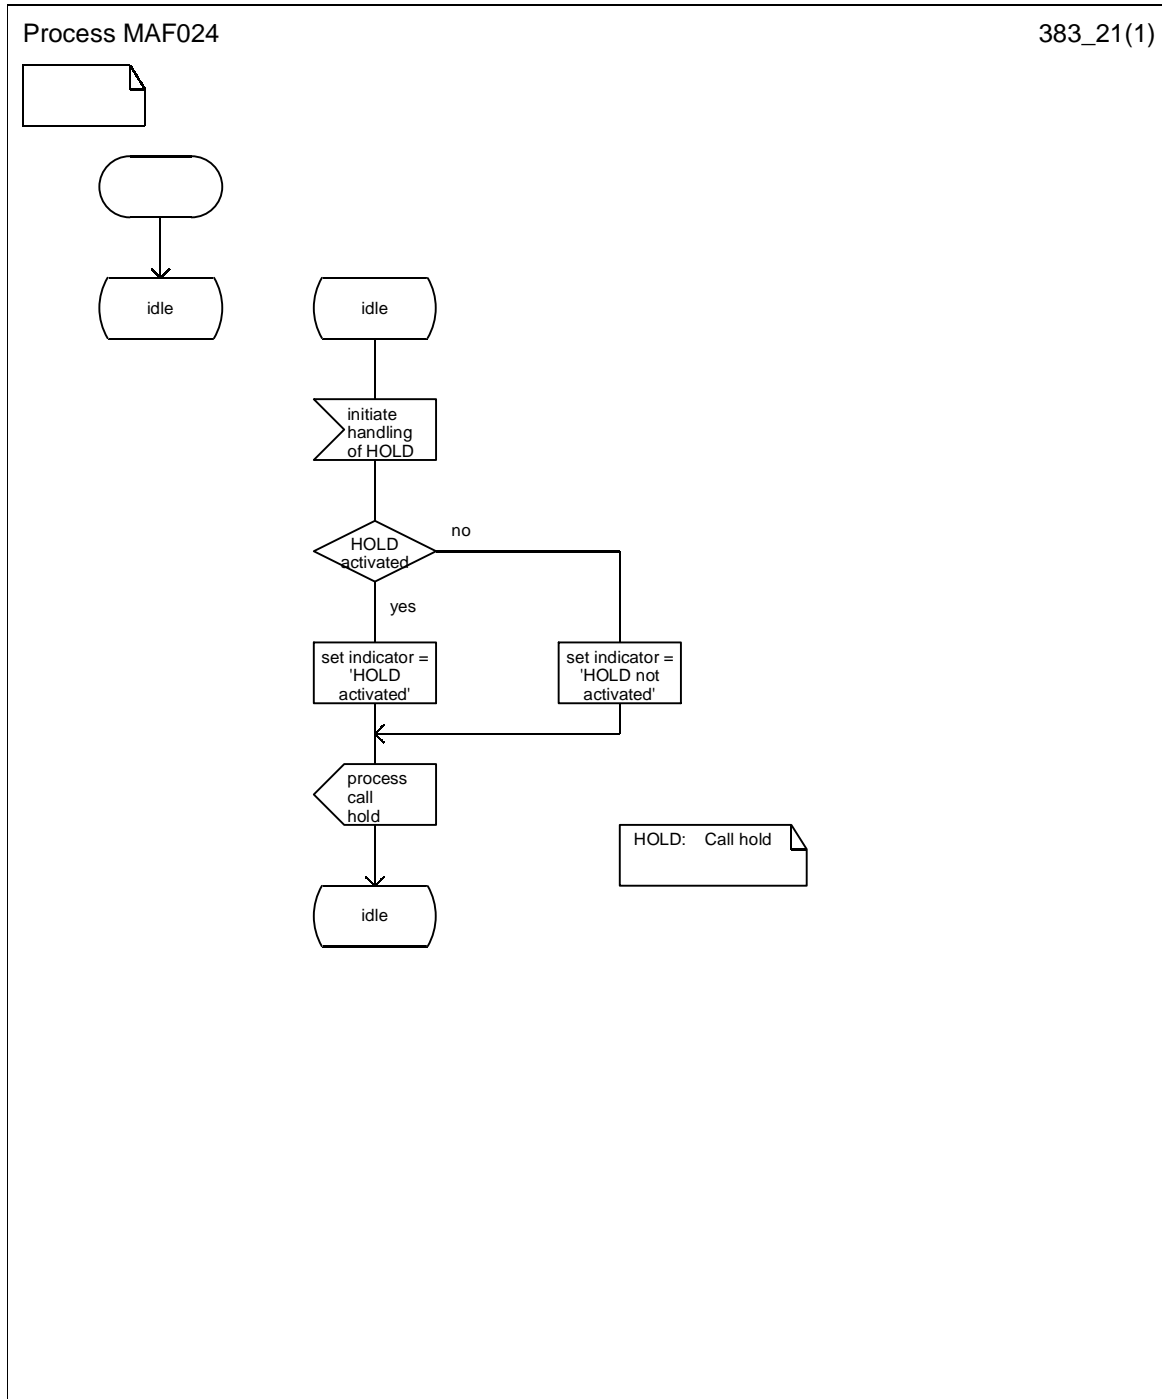 Process MAF024
383_21(1)
idle
idle
initiate
handling
of HOLD
no
HOLD
activated
yes
set indicator =
'HOLD
activated'
set indicator =
'HOLD not
activated'
process
call
hold
HOLD: Call hold
idle